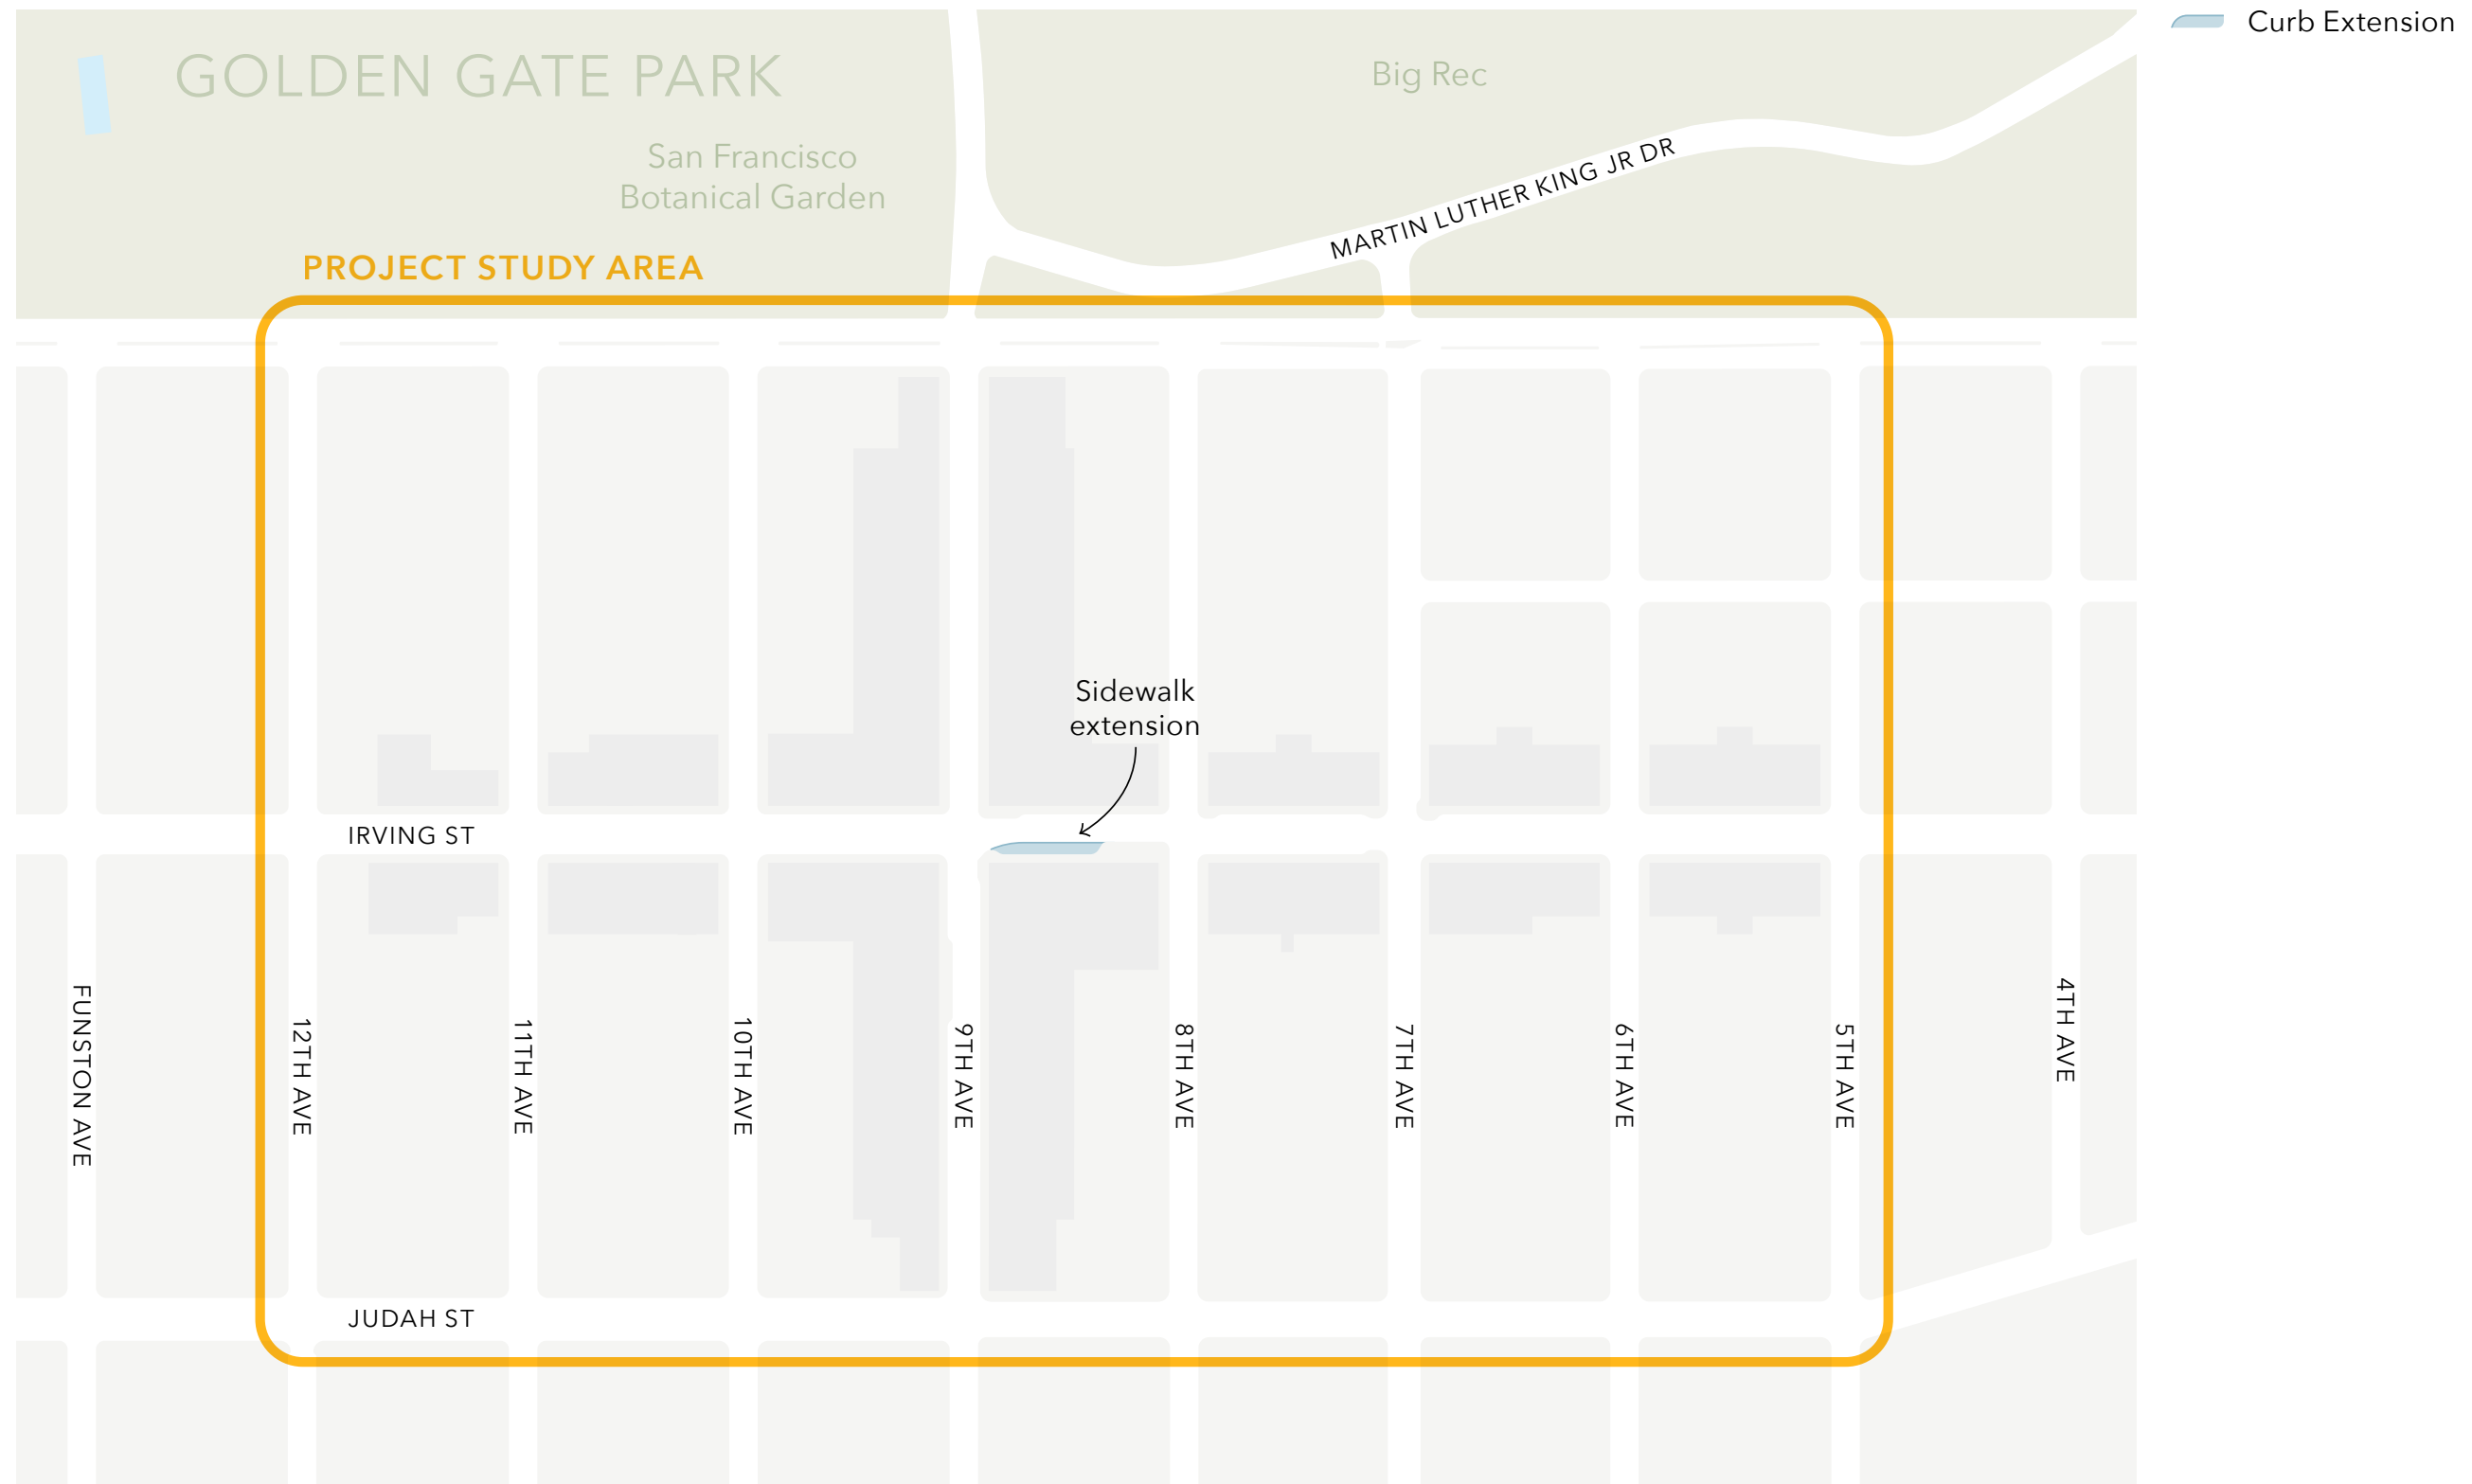 Curb Extension
GOLDEN GATE PARK
Big Rec
San Francisco
Botanical Garden
MARTIN LUTHER KING JR DR
PROJECT STUDY AREA
Sidewalk
extension
IRVING ST
FUNSTON AVE
12TH AVE
11TH AVE
10TH AVE
9TH AVE
8TH AVE
7TH AVE
6TH AVE
5TH AVE
4TH AVE
JUDAH ST